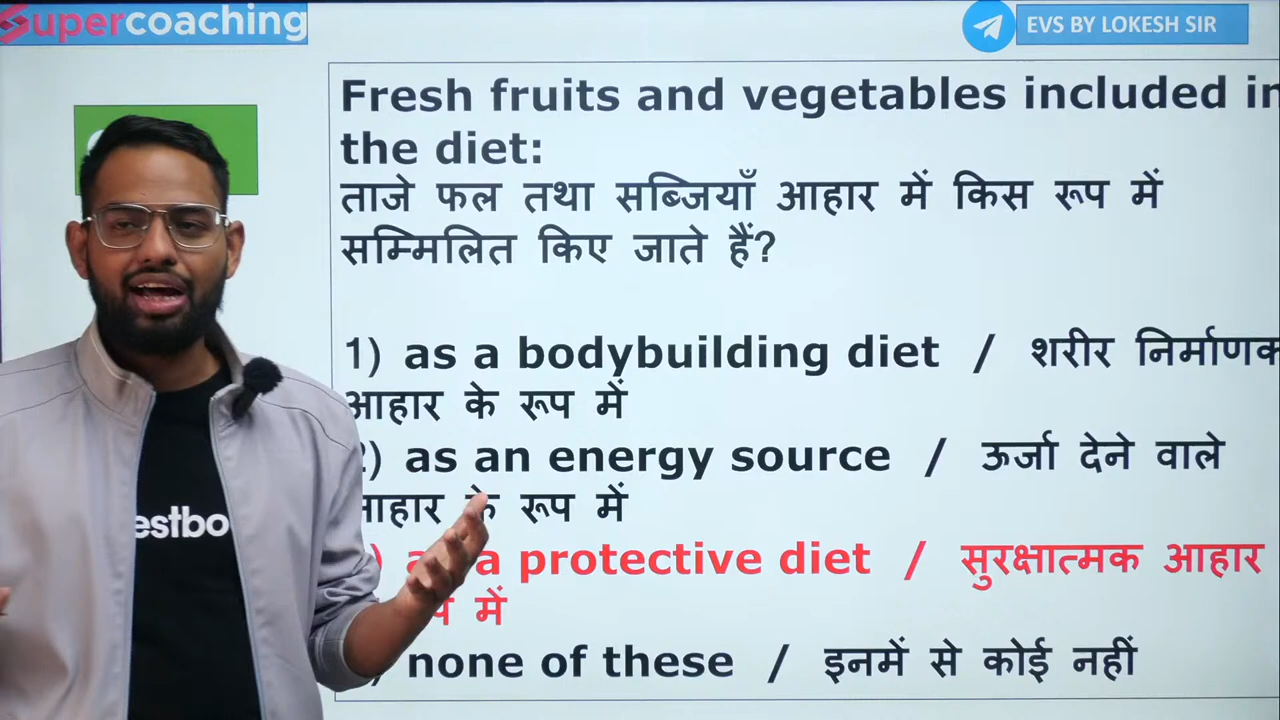 Supercoaching
EVS BY LOKESH SIR
Fresh fruits and vegetables included in
the diet:
ताजे फल तथा सब्जियाँ आहार में किस रूप में
सम्मिलित किए जाते हैं?
1) as a bodybuilding diet / शरीर निर्माणक
आहार के रूप में
2) as an energy source / ऊर्जा देने वाले
आहार के रूप में
as a protective diet / सुरक्षात्मक आहार
में
none of these / इनमें से कोई नहीं
estbo